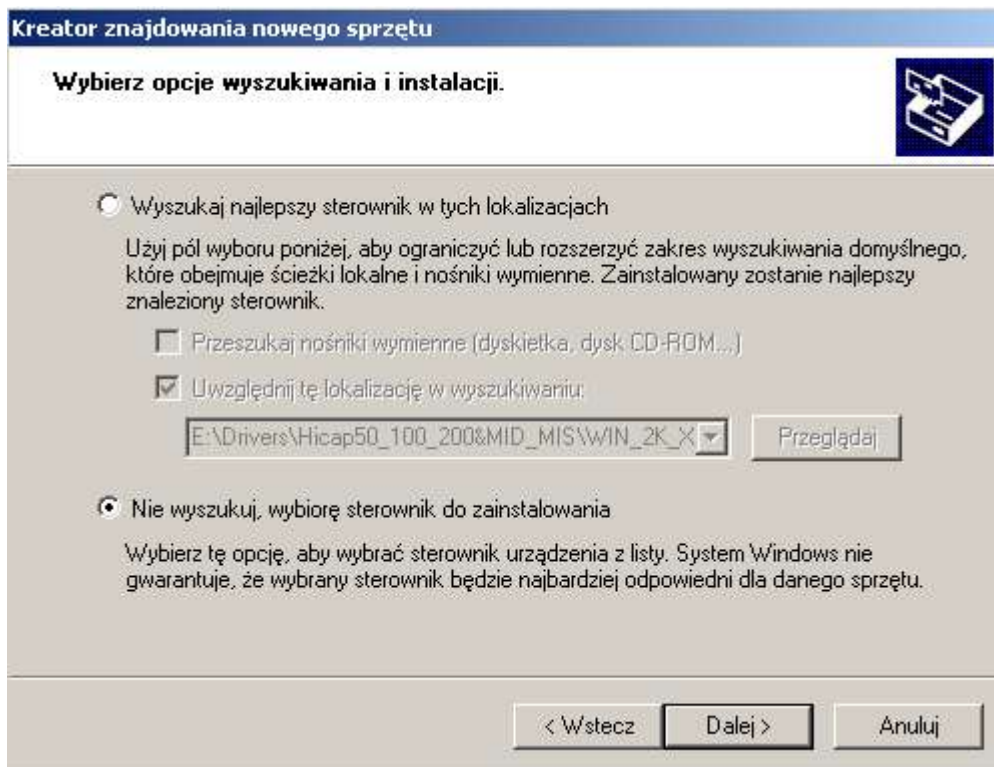 Kreator znajdowania nowego sprzętu
Wybierz opcje wyszukiwania i instalacji.
Wyszukaj najlepszy sterownik w tych lokalizacjach
Użyj pól wyboru poniżej, aby ograniczyć lub rozszerzyć zakres wyszukiwania domyślnego,
które obejmuje ścieżki lokalne i nośniki wymienne. Zainstalowany zostanie najlepszy
znaleziony sterownik.
Przeszukaj nośniki wymienne (dyskietka, dysk CD-ROM...)
Uwzględnij tę lokalizację w wyszukiwaniu:
E:\Drivers\Hicap50_100_200&MID_MIS\WIN_2K_X
Przeglądaj
Nie wyszukuj, wybiorę sterownik do zainstalowania
Wybierz tę opcję, aby wybrać sterownik urządzenia z listy. System Windows nie
gwarantuje, że wybrany sterownik będzie najbardziej odpowiedni dla danego sprzętu.
< Wstecz
Dalej >
Anuluj